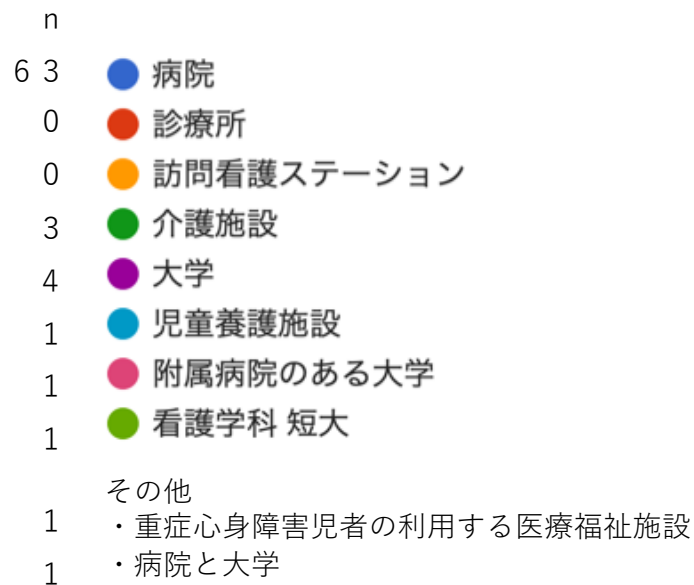 n
63 病院
0 診療所
0 訪問看護ステーション
3 介護施設
4 大学
1 児童養護施設
1 附属病院のある大学
1 看護学科 短大
その他
1 ・重症心身障害児者の利用する医療福祉施設
1 ・病院と大学